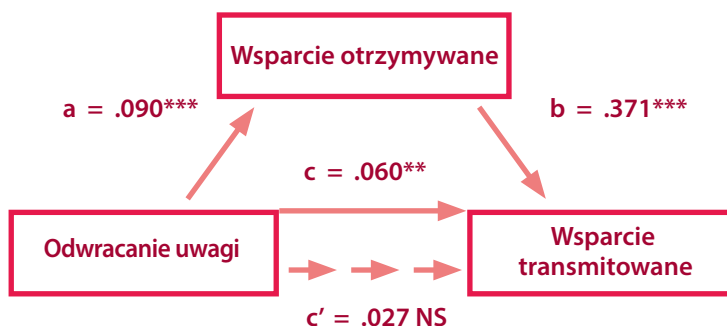 Wsparcie otrzymywane
a = .090***
b = .371***
c = .060**
Odwracanie uwagi
Wsparcie
transmitowane
c’ = .027 NS